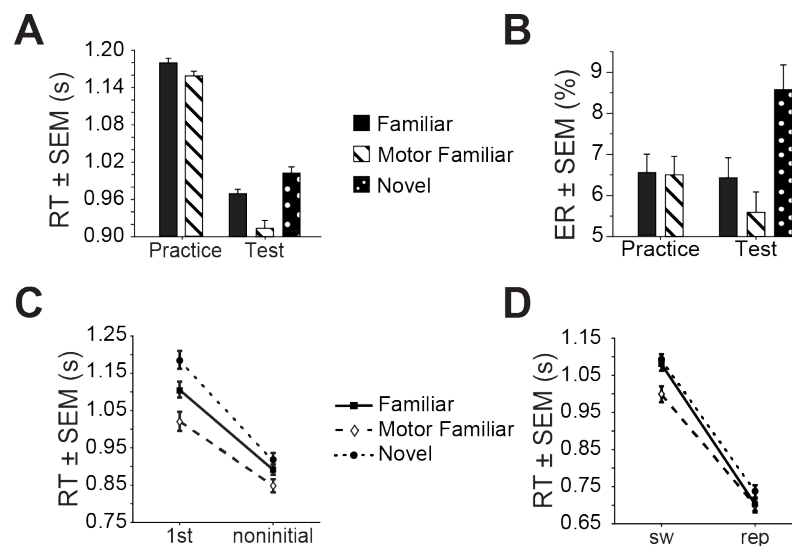 A
RT ± SEM (s)
1.20
1.14
1.08
1.02
0.96
0.90
Practice
Test
Familiar
Motor Familiar
Novel
B
ER ± SEM (%)
9
8
7
6
5
Practice
Test
C
RT ± SEM (s)
1.25
1.15
1.05
0.95
0.85
0.75
1st
noninitial
Familiar
Motor Familiar
Novel
D
RT ± SEM (s)
1.15
1.05
0.95
0.85
0.75
0.65
sw
rep